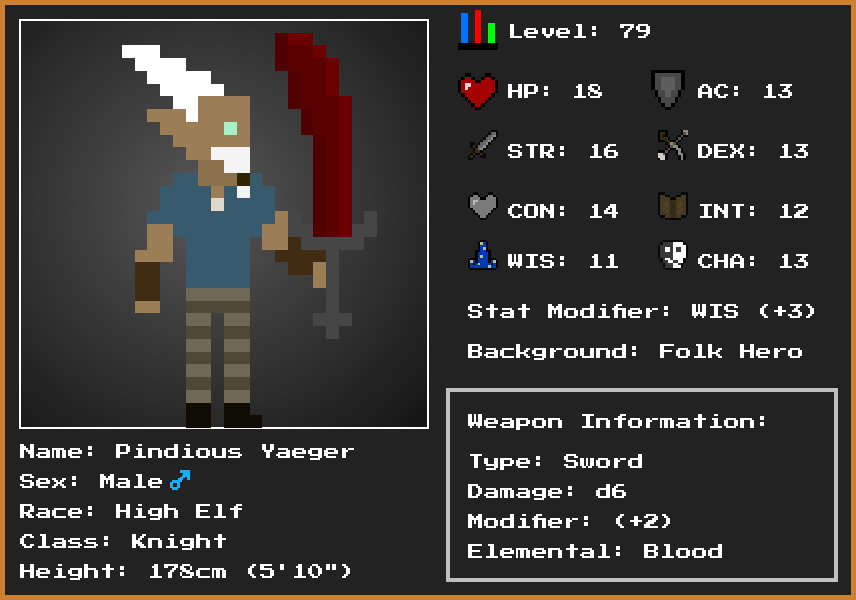 Level: 79
HP: 18
AC: 13
STR: 16
DEX: 13
CON: 14
INT: 12
WIS: 11
CHA: 13
Stat Modifier: WIS (+3)
Background: Folk Hero
Weapon Information:
Type: Sword
Damage: d6
Modifier: (+2)
Elemental: Blood
Name: Pindious Yaeger
Sex: Male♂
Race: High Elf
Class: Knight
Height: 178cm (5'10")